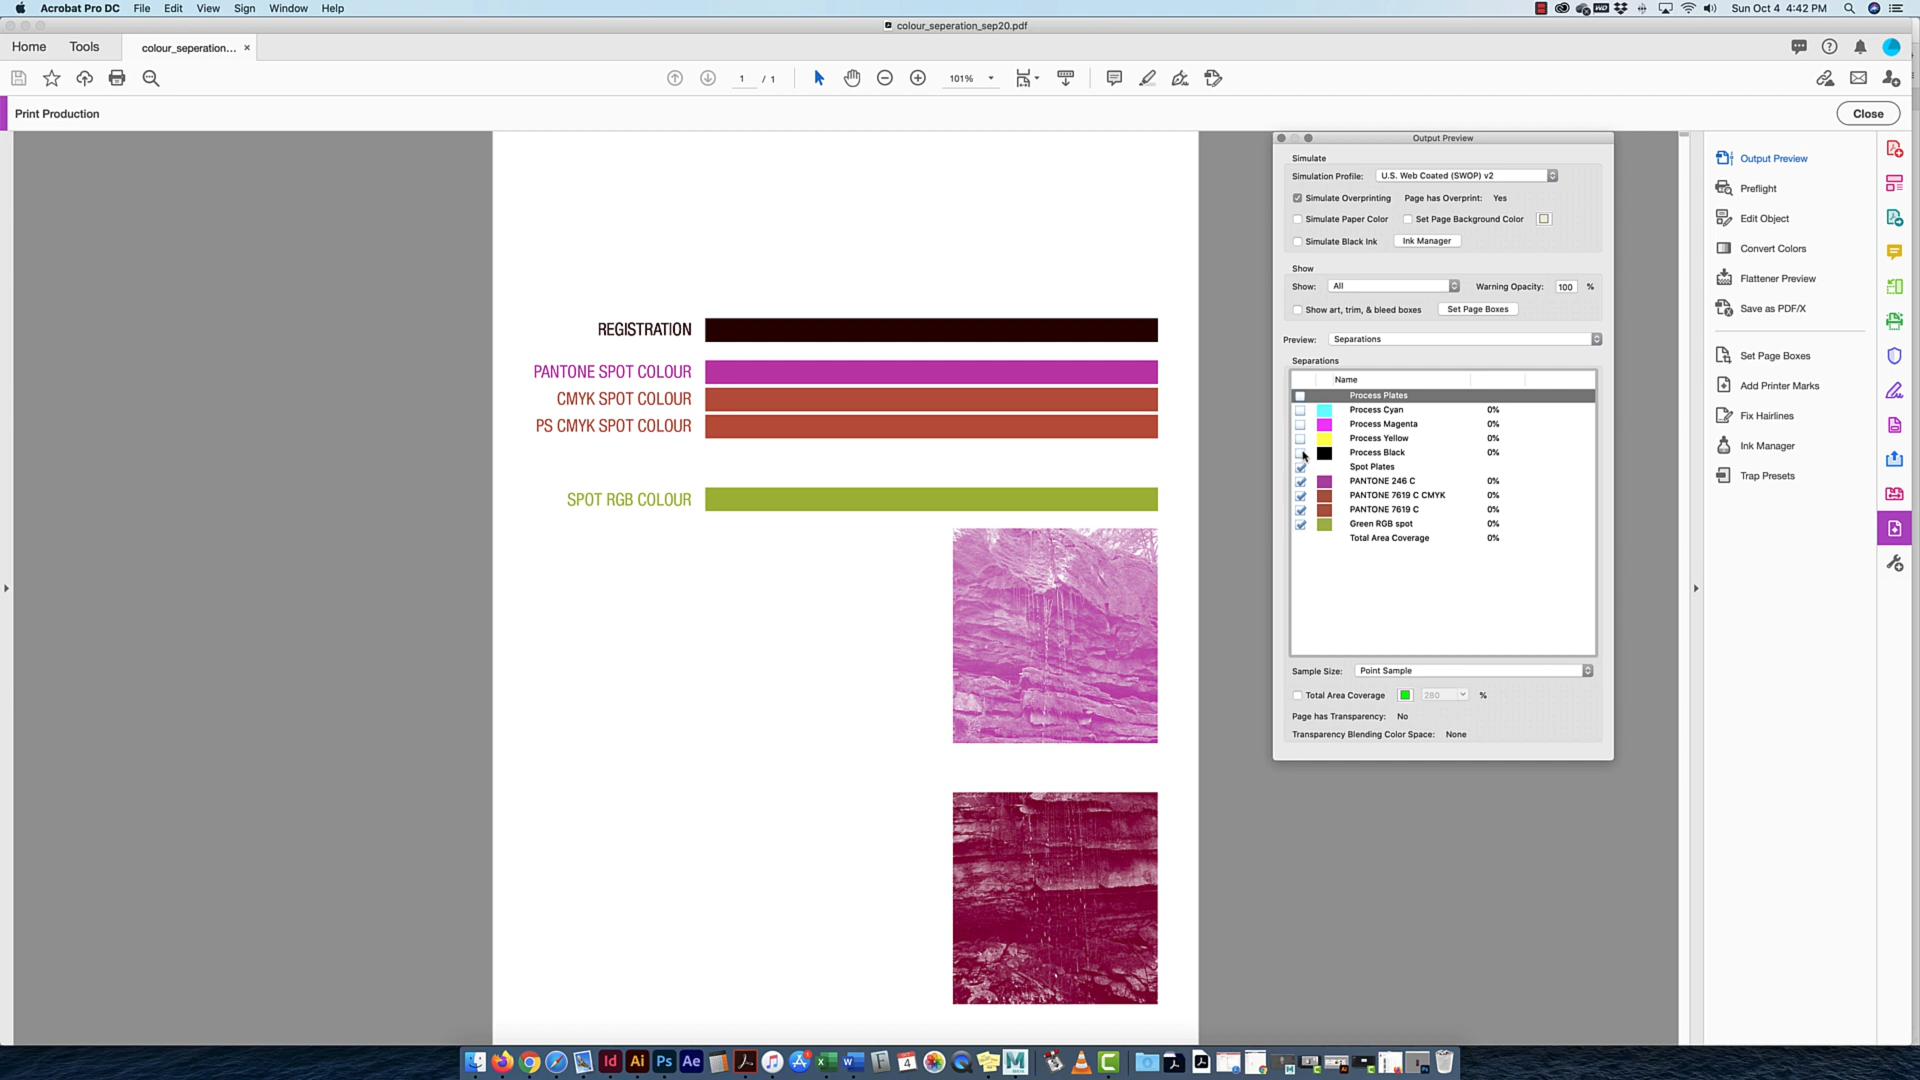 Acrobat Pro DC File Edit View Sign Window Help
Sun Oct 4 4:42 PM
colour_seperation_sep20.pdf
Home Tools colour_seperation... ×
1 / 1 101%
Print Production
Close
Output Preview
Simulate
Simulation Profile: U.S. Web Coated (SWOP) v2
Simulate Overprinting Page has Overprint: Yes
Simulate Paper Color Set Page Background Color
Simulate Black Ink Ink Manager
Show
Show: All Warning Opacity: 100 %
Show art, trim, & bleed boxes Set Page Boxes
Preview: Separations
Separations
Name
Process Plates
Process Cyan 0%
Process Magenta 0%
Process Yellow 0%
Process Black 0%
Spot Plates
PANTONE 246 C 0%
PANTONE 7619 C CMYK 0%
PANTONE 7619 C 0%
Green RGB spot 0%
Total Area Coverage 0%
Sample Size: Point Sample
Total Area Coverage 280 %
Page has Transparency: No
Transparency Blending Color Space: None
REGISTRATION
PANTONE SPOT COLOUR
CMYK SPOT COLOUR
PS CMYK SPOT COLOUR
SPOT RGB COLOUR
Output Preview
Preflight
Edit Object
Convert Colors
Flattener Preview
Save as PDF/X
Set Page Boxes
Add Printer Marks
Fix Hairlines
Ink Manager
Trap Presets
Id Ai Ps Ae